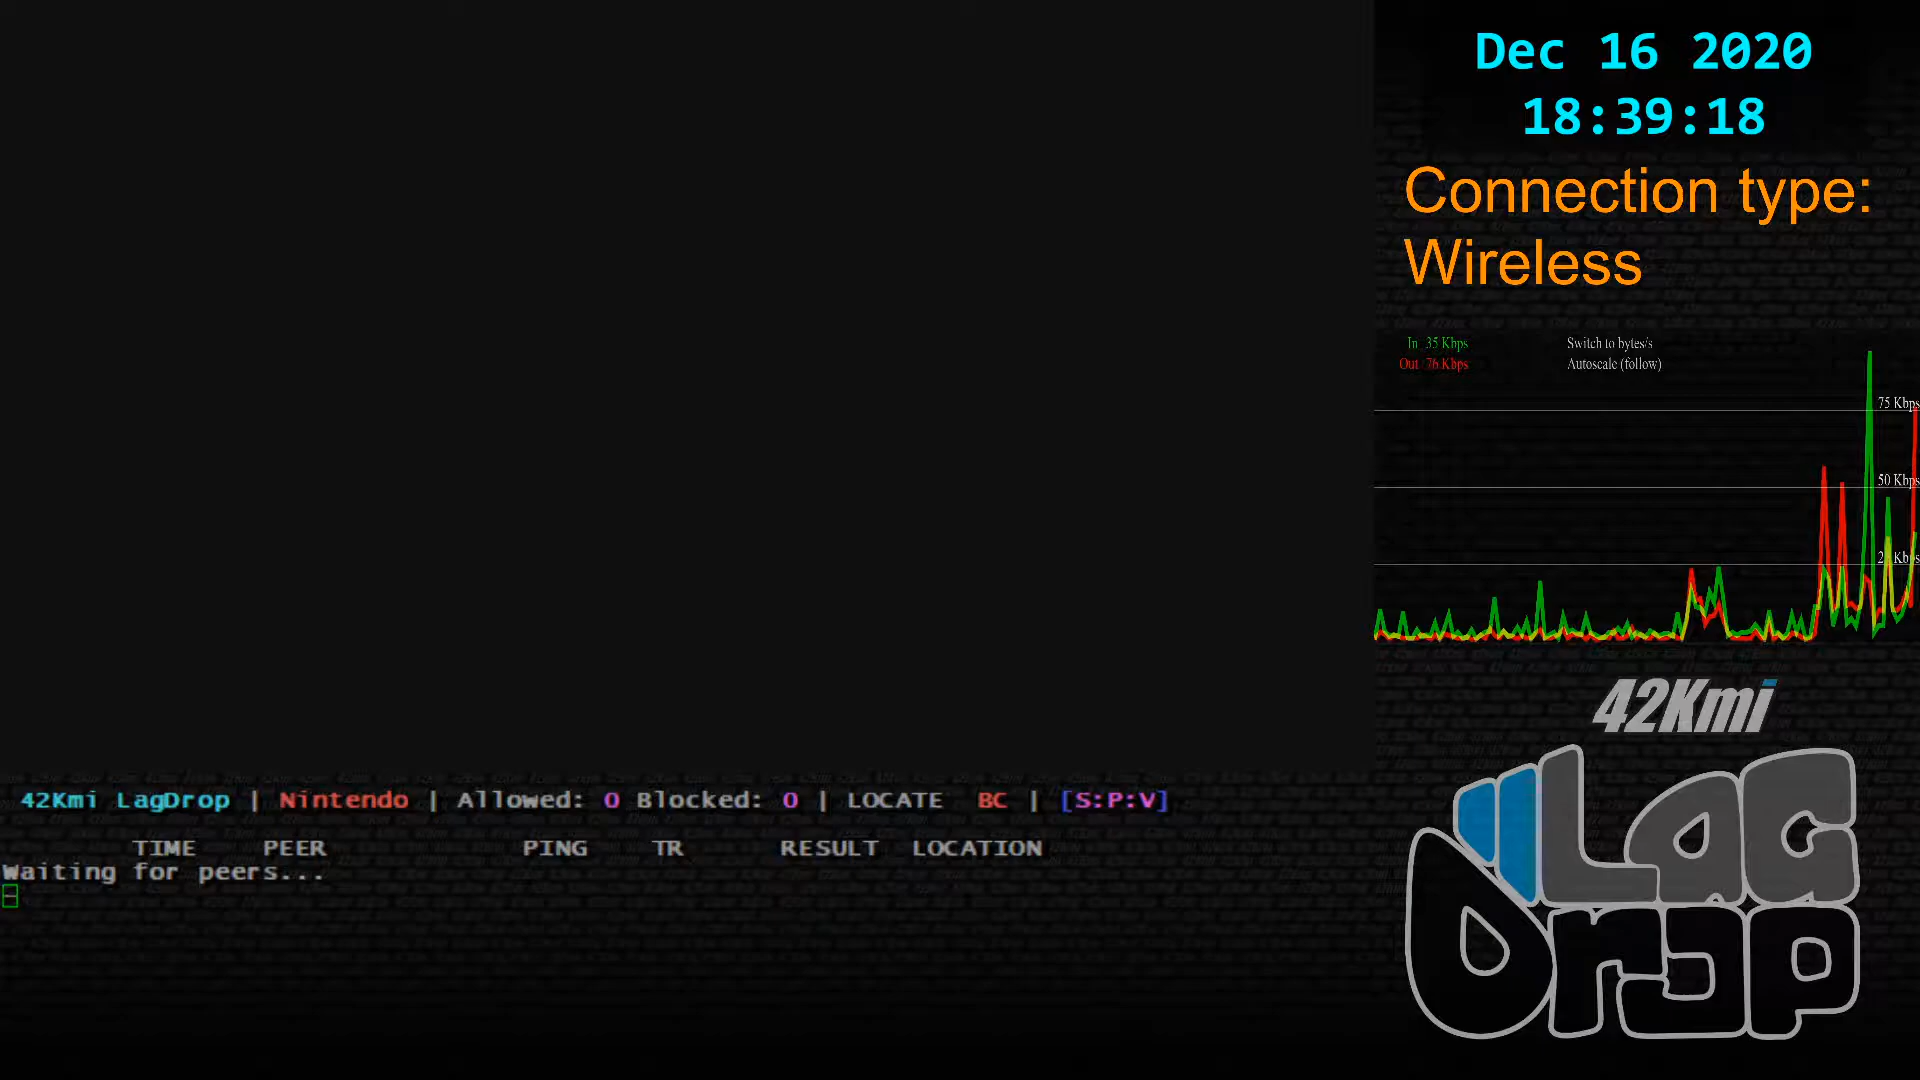 Dec 16 2020
18:39:18
Connection type:
Wireless
In 35 Kbps
Out 76 Kbps
Switch to bytes/s
Autoscale (follow)
75 Kbps
50 Kbps
Kbps
42Kmi
LAG
Drop
42Kmi LagDrop | Nintendo | Allowed: 0 Blocked: 0 | LOCATE BC | [S:P:V]
TIME PEER PING TR RESULT LOCATION
Waiting for peers...